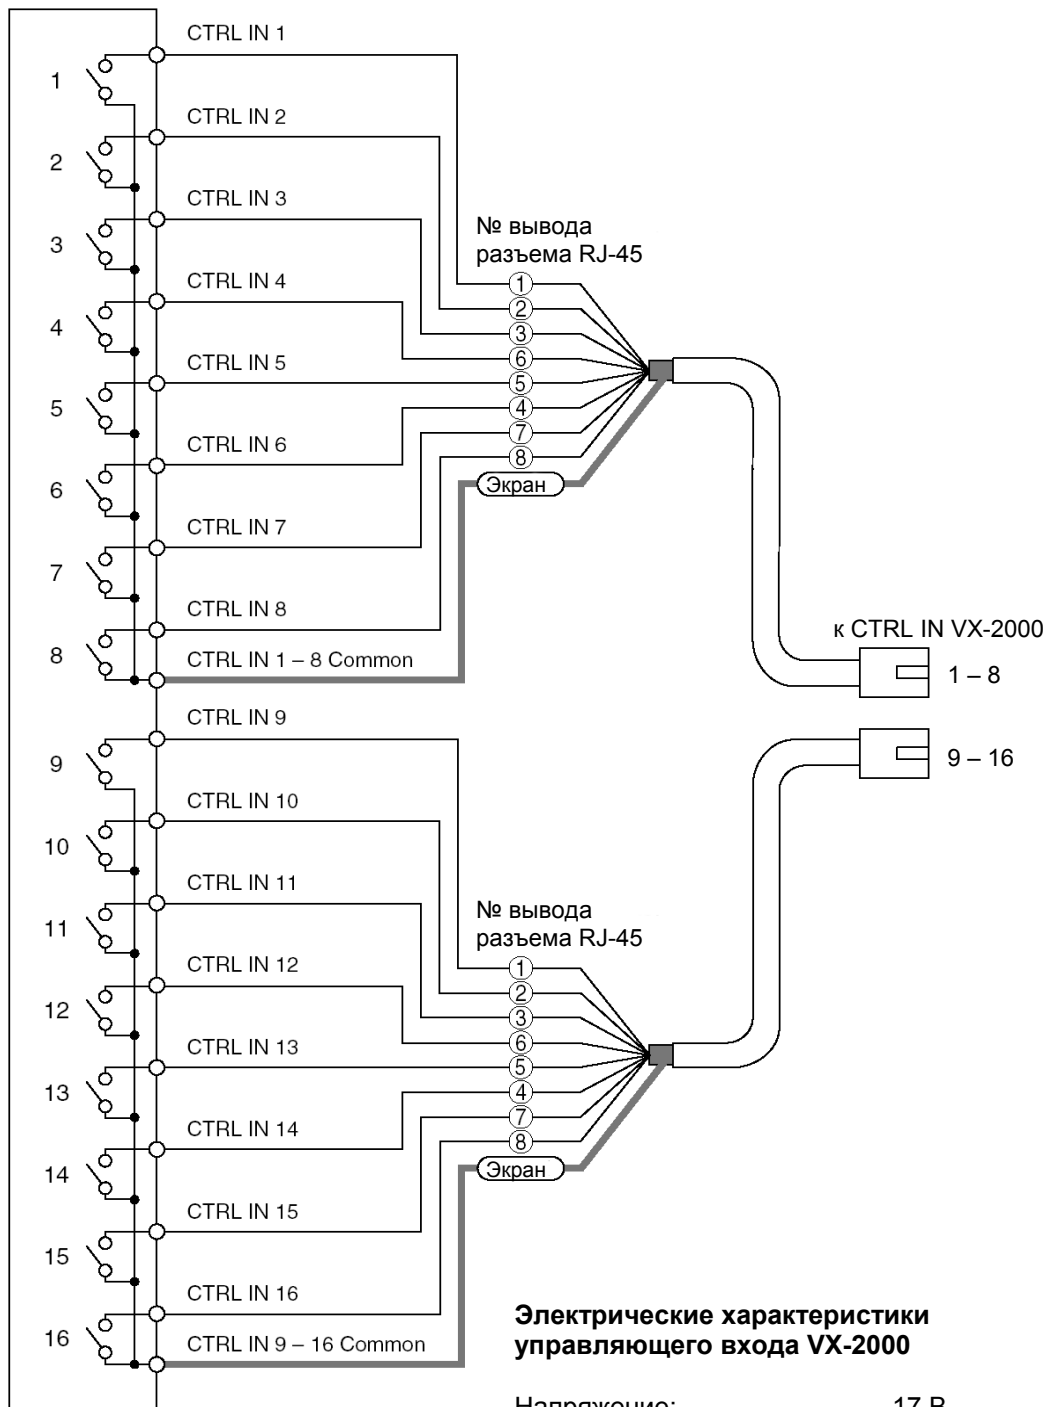 CTRL IN 1
1
CTRL IN 2
2
CTRL IN 3
3
CTRL IN 4
4
CTRL IN 5
5
CTRL IN 6
6
CTRL IN 7
7
CTRL IN 8
8
CTRL IN 1 – 8 Common
№ вывода
разъема RJ-45
1
2
3
6
5
4
7
8
Экран
к CTRL IN VX-2000
1 – 8
9 – 16
CTRL IN 9
9
CTRL IN 10
10
CTRL IN 11
11
CTRL IN 12
12
CTRL IN 13
13
CTRL IN 14
14
CTRL IN 15
15
CTRL IN 16
16
CTRL IN 9 – 16 Common
№ вывода
разъема RJ-45
1
2
3
6
5
4
7
8
Экран
Электрические характеристики
управляющего входа VX-2000
Напряжение: 17 В